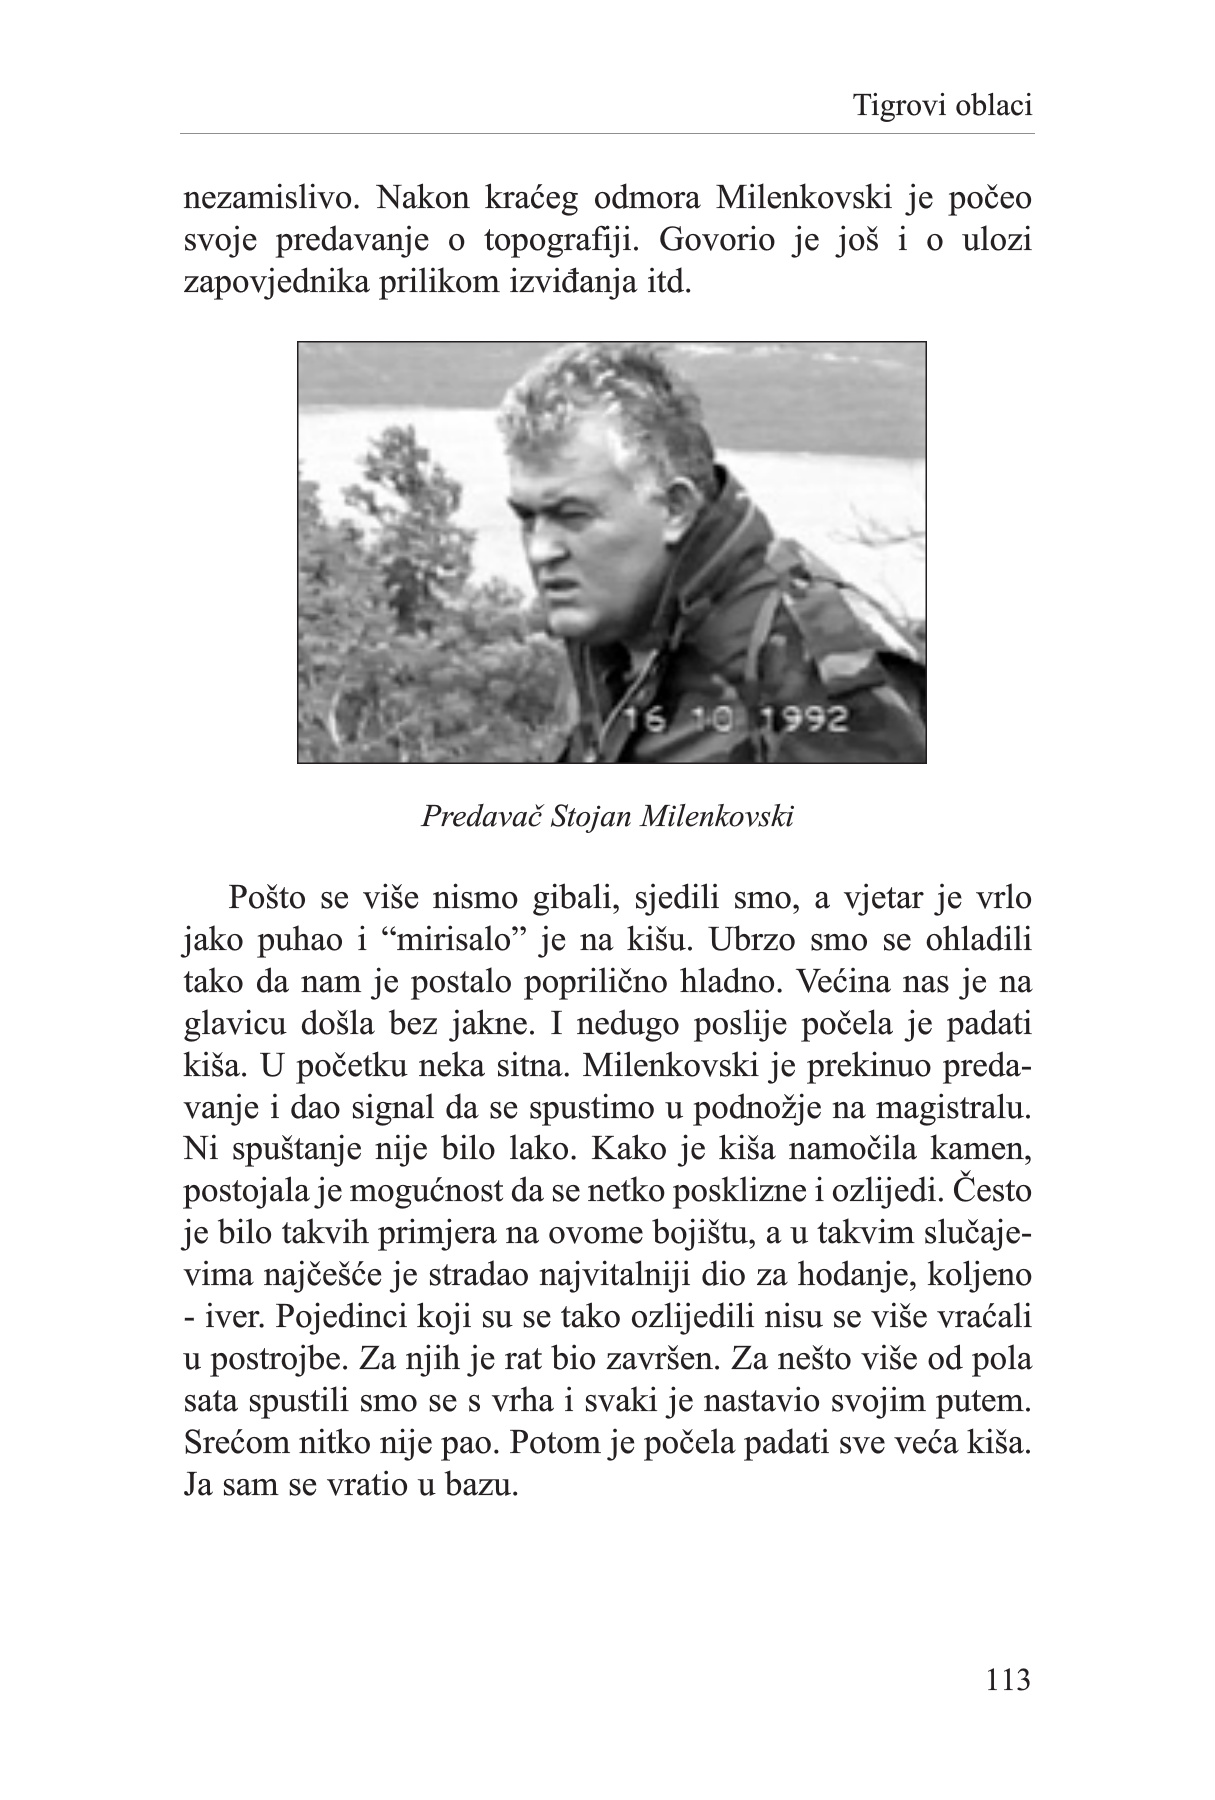 Tigrovi oblaci
nezamislivo. Nakon kraćeg odmora Milenkovski je počeo
svoje predavanje o topografiji. Govorio je još i o ulozi
zapovjednika prilikom izviđanja itd.
16 10 1992
Predavač Stojan Milenkovski
Pošto se više nismo gibali, sjedili smo, a vjetar je vrlo
jako puhao i “mirisalo” je na kišu. Ubrzo smo se ohladili
tako da nam je postalo poprilično hladno. Većina nas je na
glavicu došla bez jakne. I nedugo poslije počela je padati
kiša. U početku neka sitna. Milenkovski je prekinuo preda-
vanje i dao signal da se spustimo u podnožje na magistralu.
Ni spuštanje nije bilo lako. Kako je kiša namočila kamen,
postojala je mogućnost da se netko posklizne i ozlijedi. Često
je bilo takvih primjera na ovome bojištu, a u takvim slučaje-
vima najčešće je stradao najvitalniji dio za hodanje, koljeno
- iver. Pojedinci koji su se tako ozlijedili nisu se više vraćali
u postrojbe. Za njih je rat bio završen. Za nešto više od pola
sata spustili smo se s vrha i svaki je nastavio svojim putem.
Srećom nitko nije pao. Potom je počela padati sve veća kiša.
Ja sam se vratio u bazu.
113